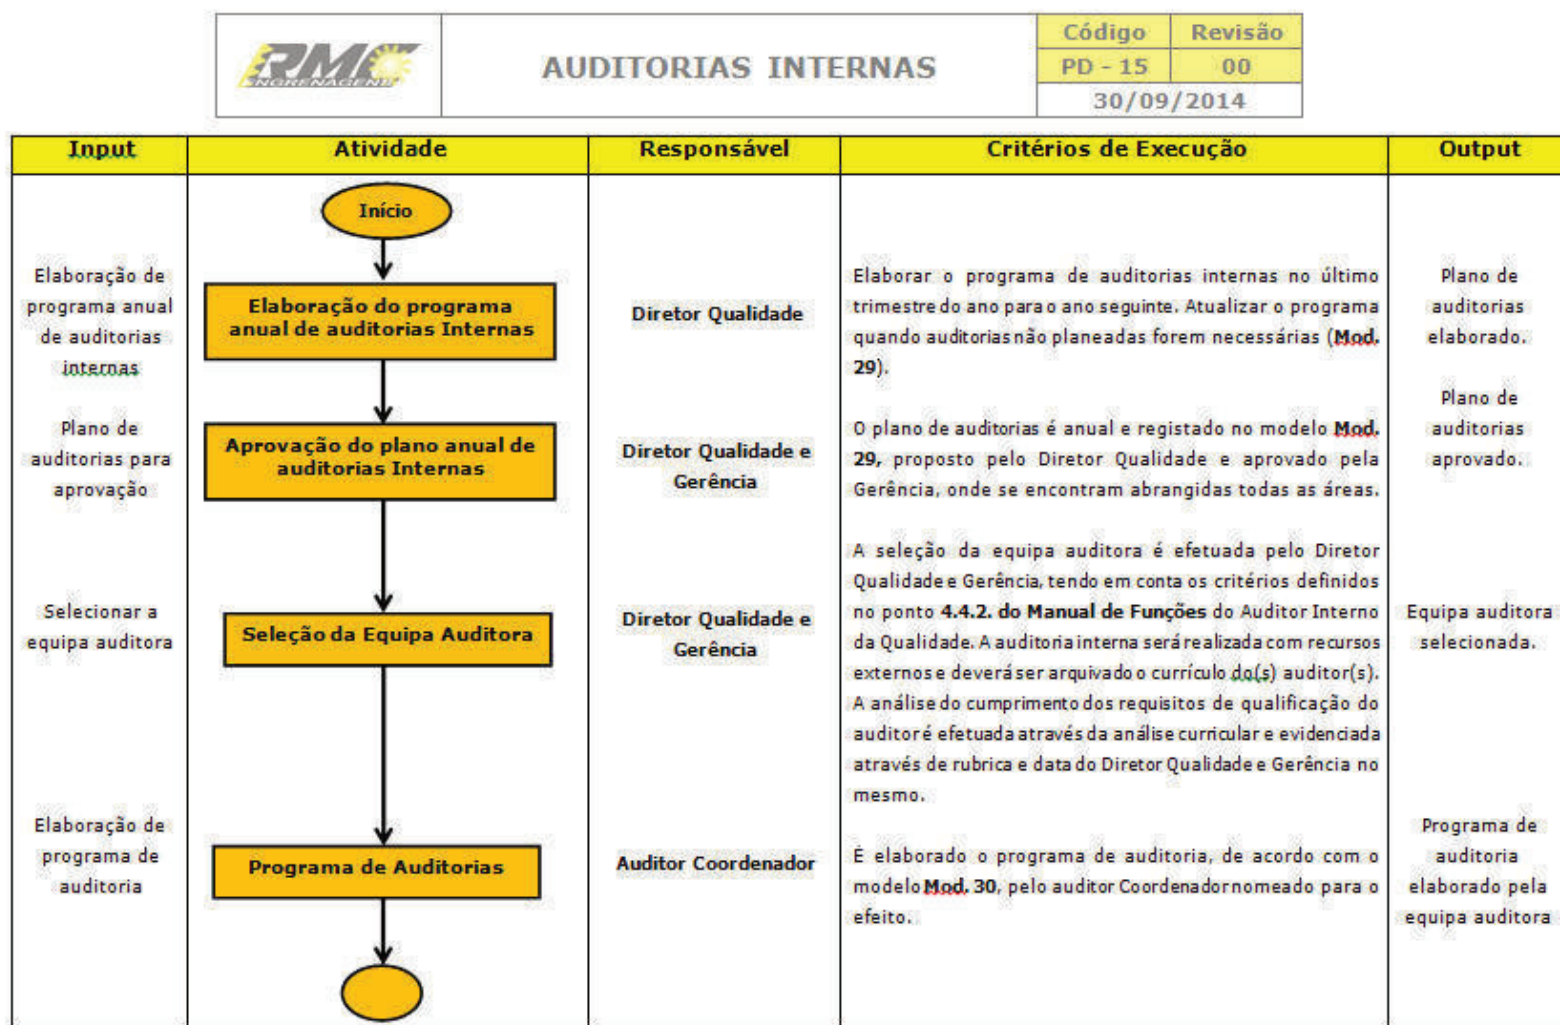 RMC
ENGRENAGENS
AUDITORIAS INTERNAS
Código
Revisão
PD - 15
00
30/09/2014
Input
Atividade
Responsável
Critérios de Execução
Output
Início
Elaboração de
programa anual
de auditorias
internas
Elaboração do programa
anual de auditorias Internas
Diretor Qualidade
Elaborar o programa de auditorias internas no último
trimestre do ano para o ano seguinte. Atualizar o programa
quando auditorias não planeadas forem necessárias (Mod.
29).
Plano de
auditorias
elaborado.
Plano de
auditorias para
aprovação
Aprovação do plano anual de
auditorias Internas
Diretor Qualidade e
Gerência
O plano de auditorias é anual e registado no modelo Mod.
29, proposto pelo Diretor Qualidade e aprovado pela
Gerência, onde se encontram abrangidas todas as áreas.
Plano de
auditorias
aprovado.
Selecionar a
equipa auditora
Seleção da Equipa Auditora
Diretor Qualidade e
Gerência
A seleção da equipa auditora é efetuada pelo Diretor
Qualidade e Gerência, tendo em conta os critérios definidos
no ponto 4.4.2. do Manual de Funções do Auditor Interno
da Qualidade. A auditoria interna será realizada com recursos
externos e deverá ser arquivado o currículo do(s) auditor(s).
A análise do cumprimento dos requisitos de qualificação do
auditor é efetuada através da análise curricular e evidenciada
através de rubrica e data do Diretor Qualidade e Gerência no
mesmo.
Equipa auditora
selecionada.
Elaboração de
programa de
auditoria
Programa de Auditorias
Auditor Coordenador
É elaborado o programa de auditoria, de acordo com o
modelo Mod. 30, pelo auditor Coordenador nomeado para o
efeito.
Programa de
auditoria
elaborado pela
equipa auditora